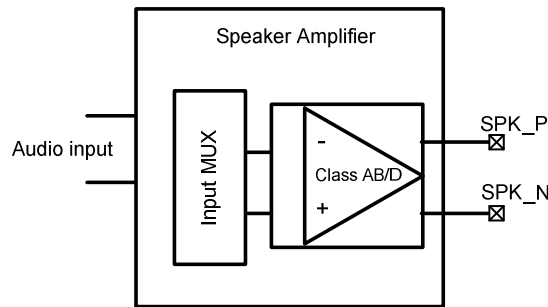 Speaker Amplifier
SPK_P
Audio input
Input MUX
-
Class AB/D
+
SPK_N